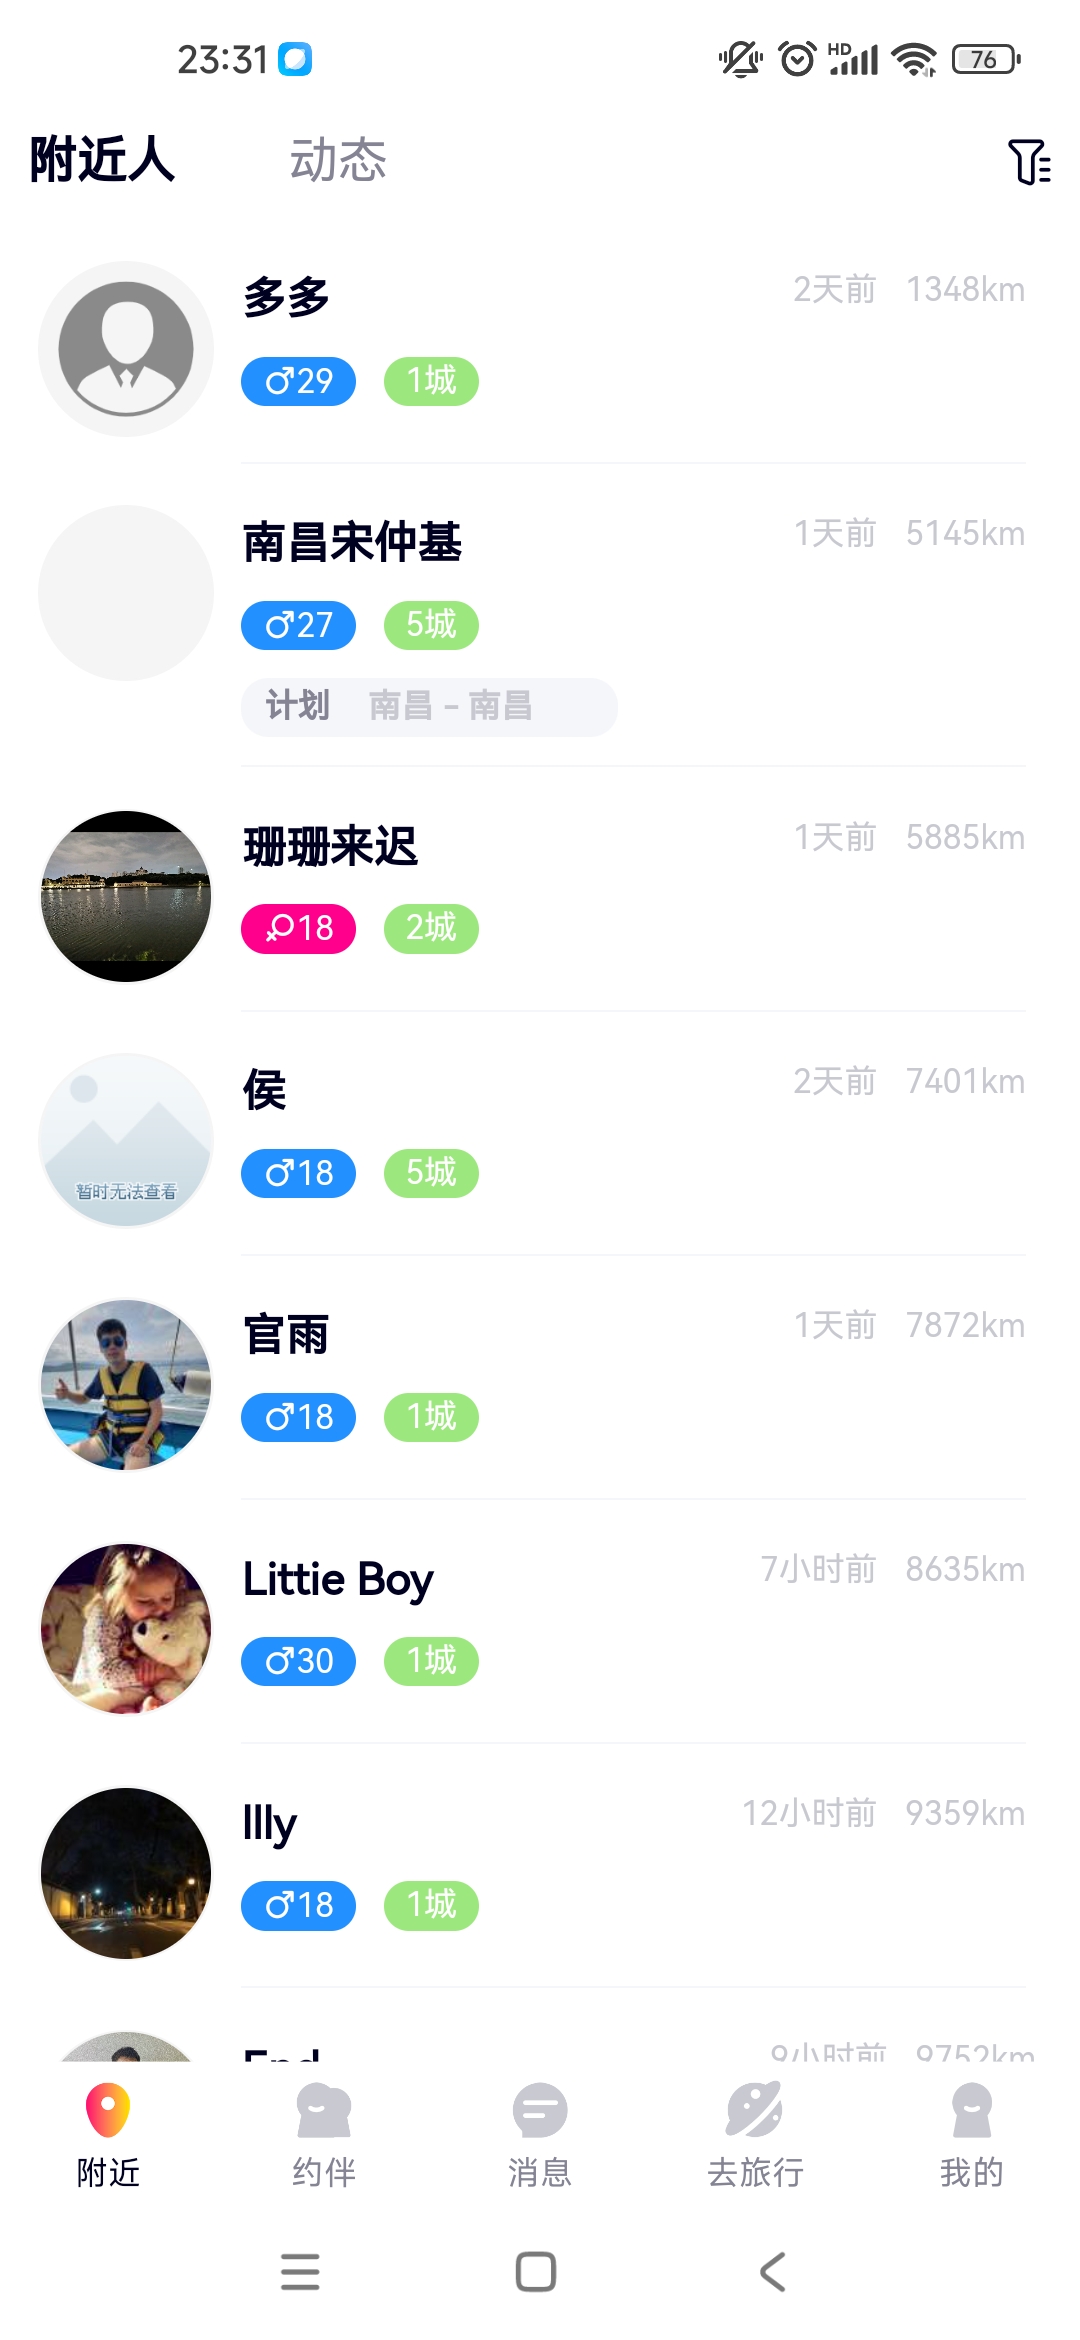 23:31 HD 76
附近人 动态
多多 2天前 1348km
♂29 1城
南昌宋仲基 1天前 5145km
♂27 5城
计划 南昌 - 南昌
珊珊来迟 1天前 5885km
♀18 2城
侯 2天前 7401km
暂时无法查看
♂18 5城
官雨 1天前 7872km
♂18 1城
Littie Boy 7小时前 8635km
♂30 1城
12小时前 9359km
♂18 1城
9小时前 9752km
附近 约伴 消息 去旅行 我的